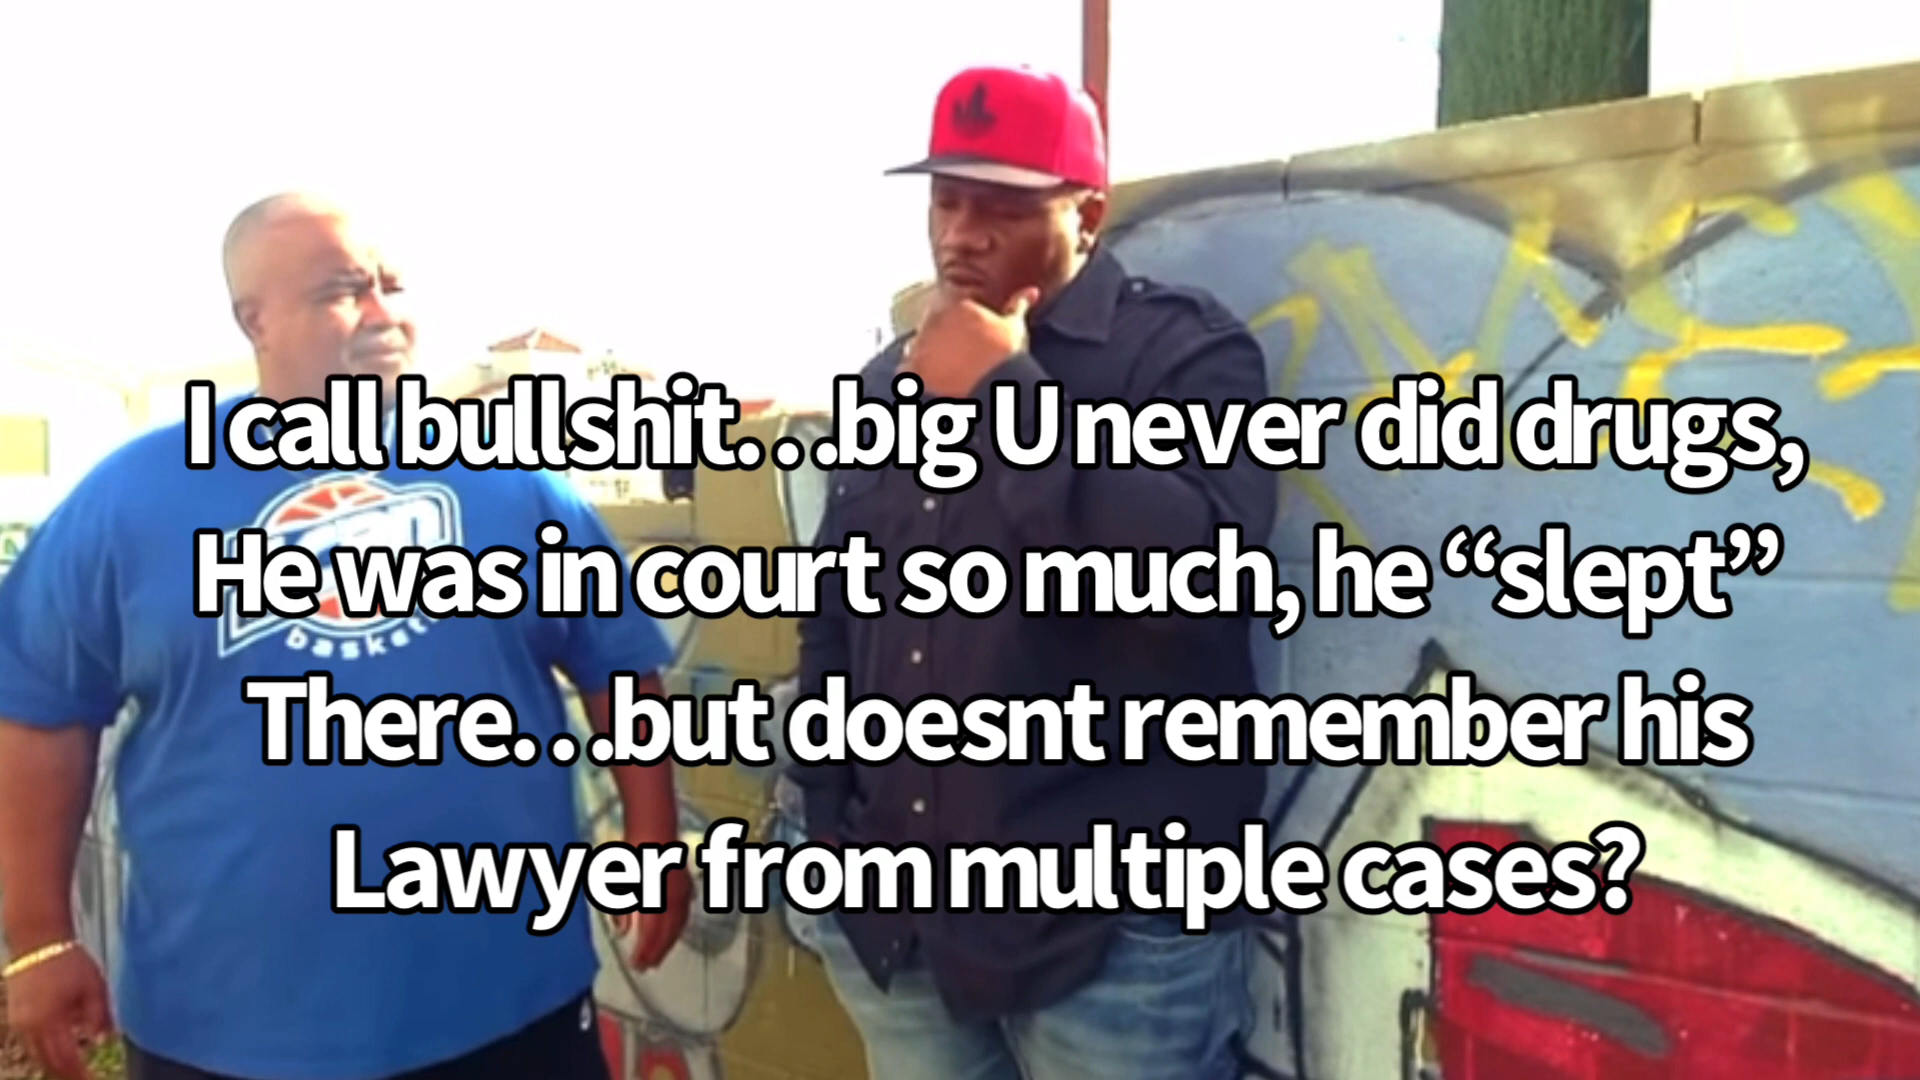 I call bullshit...big U never did drugs,
He was in court so much, he “slept”
There...but doesnt remember his
Lawyer from multiple cases?
baske